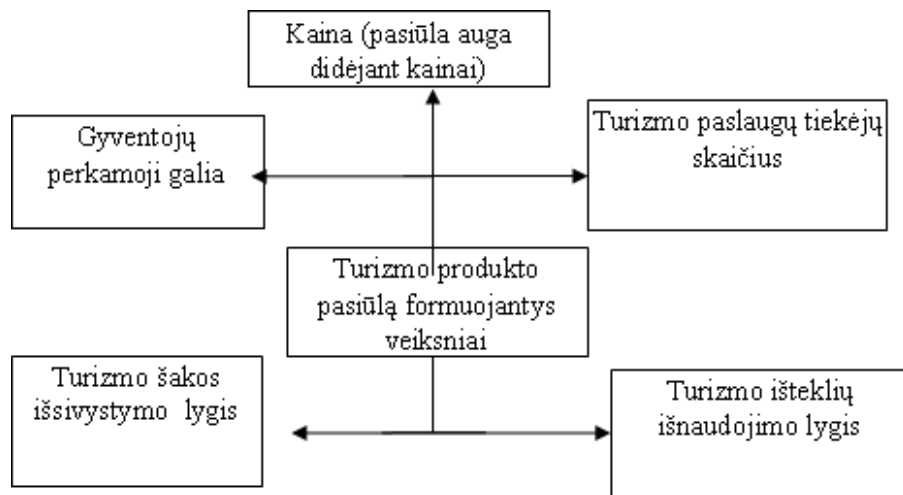 Kaina (pasiūla auga
didėjant kainai)
Gyventojų
perkamoji galia
Turizmo paslaugų tiekėjų
skaičius
Turizmo produkto
pasiūlą formuojantys
veiksniai
Turizmo šakos
išsivystymo lygis
Turizmo išteklių
išnaudojimo lygis